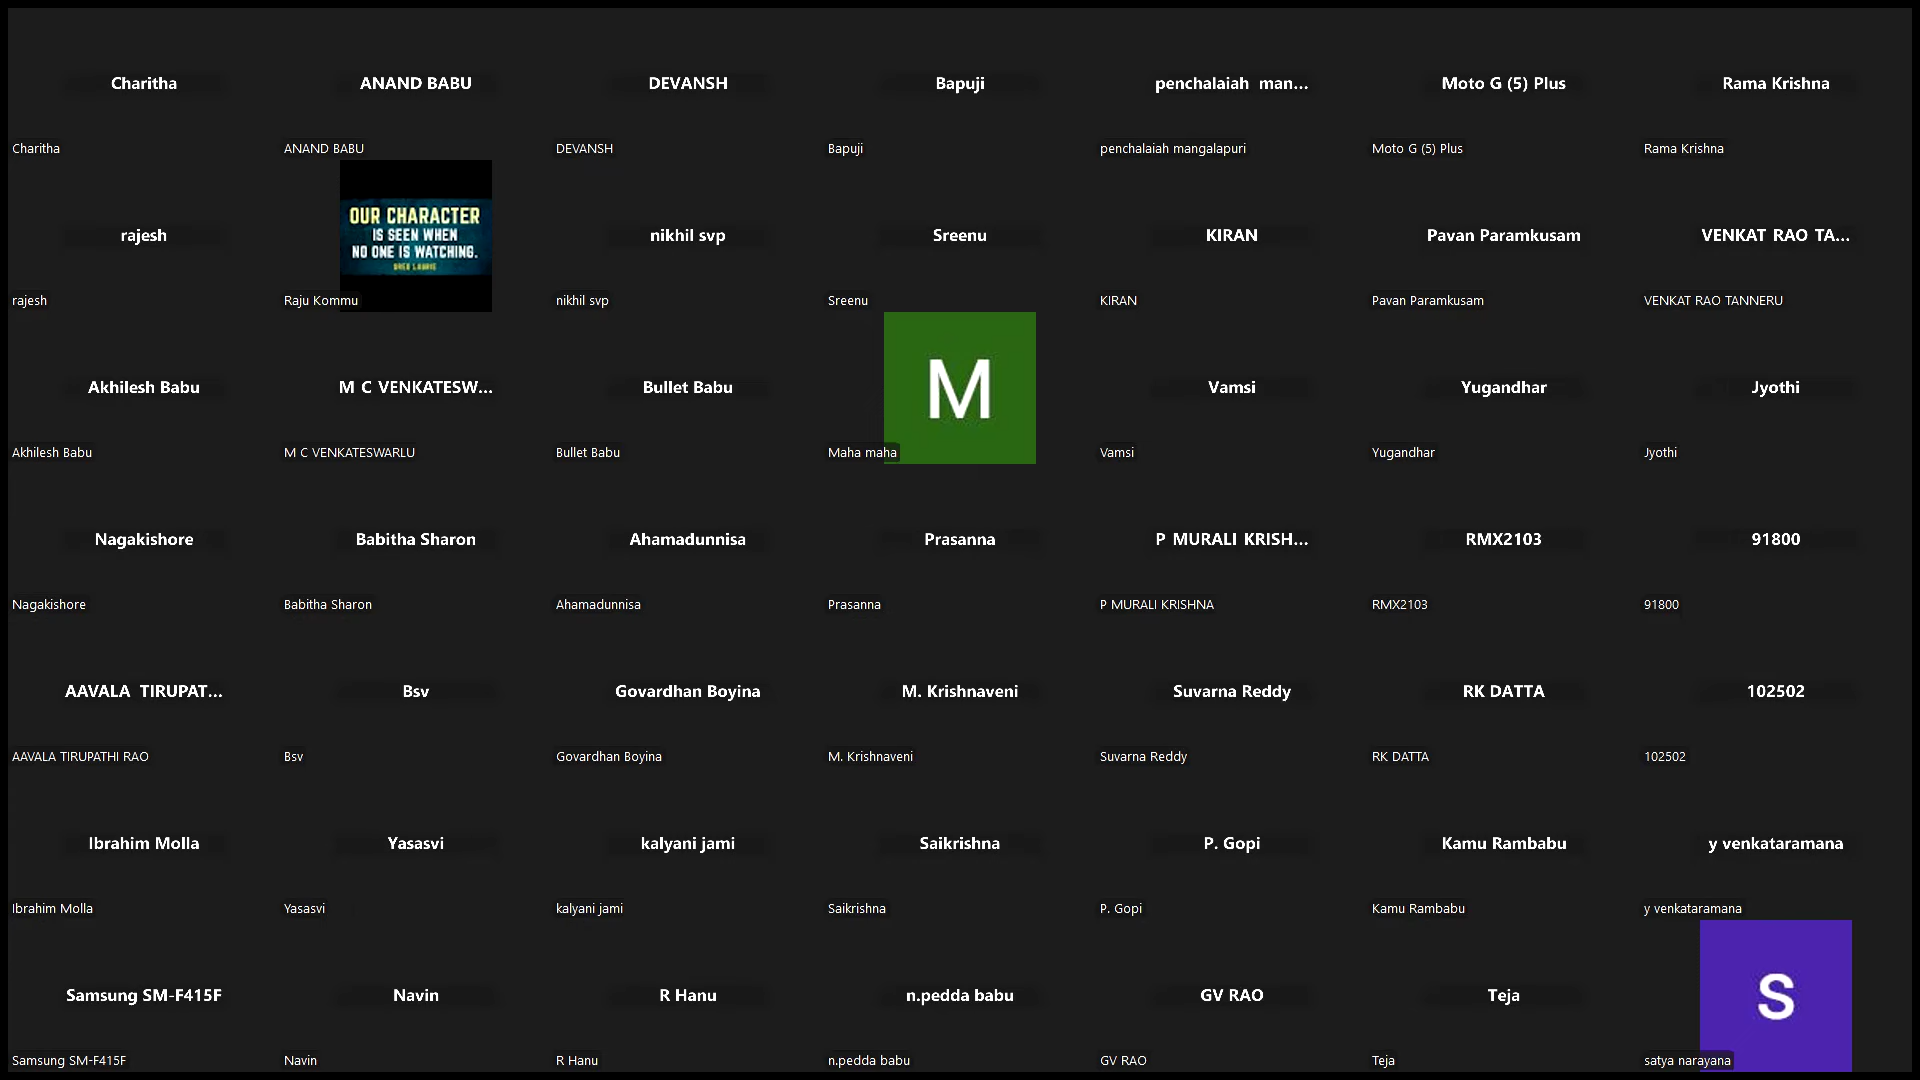 Charitha
Charitha
ANAND BABU
ANAND BABU
DEVANSH
DEVANSH
Bapuji
Bapuji
penchalaiah man...
penchalaiah mangalapuri
Moto G (5) Plus
Moto G (5) Plus
Rama Krishna
Rama Krishna
rajesh
rajesh
OUR CHARACTER
IS SEEN WHEN
NO ONE IS WATCHING.
GREG LAURIE
Raju Kommu
nikhil svp
nikhil svp
Sreenu
Sreenu
KIRAN
KIRAN
Pavan Paramkusam
Pavan Paramkusam
VENKAT RAO TA...
VENKAT RAO TANNERU
Akhilesh Babu
Akhilesh Babu
M C VENKATESW...
M C VENKATESWARLU
Bullet Babu
Bullet Babu
M
Maha maha
Vamsi
Vamsi
Yugandhar
Yugandhar
Jyothi
Jyothi
Nagakishore
Nagakishore
Babitha Sharon
Babitha Sharon
Ahamadunnisa
Ahamadunnisa
Prasanna
Prasanna
P MURALI KRISH...
P MURALI KRISHNA
RMX2103
RMX2103
91800
91800
AAVALA TIRUPAT...
AAVALA TIRUPATHI RAO
Bsv
Bsv
Govardhan Boyina
Govardhan Boyina
M. Krishnaveni
M. Krishnaveni
Suvarna Reddy
Suvarna Reddy
RK DATTA
RK DATTA
102502
102502
Ibrahim Molla
Ibrahim Molla
Yasasvi
Yasasvi
kalyani jami
kalyani jami
Saikrishna
Saikrishna
P. Gopi
P. Gopi
Kamu Rambabu
Kamu Rambabu
y venkataramana
y venkataramana
Samsung SM-F415F
Samsung SM-F415F
Navin
Navin
R Hanu
R Hanu
n.pedda babu
n.pedda babu
GV RAO
GV RAO
Teja
Teja
S
satya narayana